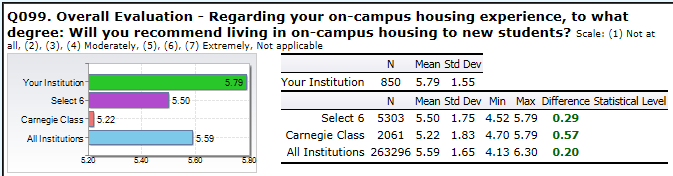 Q099. Overall Evaluation - Regarding your on-campus housing experience, to what
degree: Will you recommend living in on-campus housing to new students? Scale: (1) Not at
all, (2), (3), (4) Moderately, (5), (6), (7) Extremely, Not applicable
Your Institution 5.79
Select 6 5.50
Carnegie Class 5.22
All Institutions 5.59
5.20 5.40 5.60 5.80
N Mean Std Dev
Your Institution 850 5.79 1.55
N Mean Std Dev Min Max Difference Statistical Level
Select 6 5303 5.50 1.75 4.52 5.79 0.29
Carnegie Class 2061 5.22 1.83 4.70 5.79 0.57
All Institutions 263296 5.59 1.65 4.13 6.30 0.20